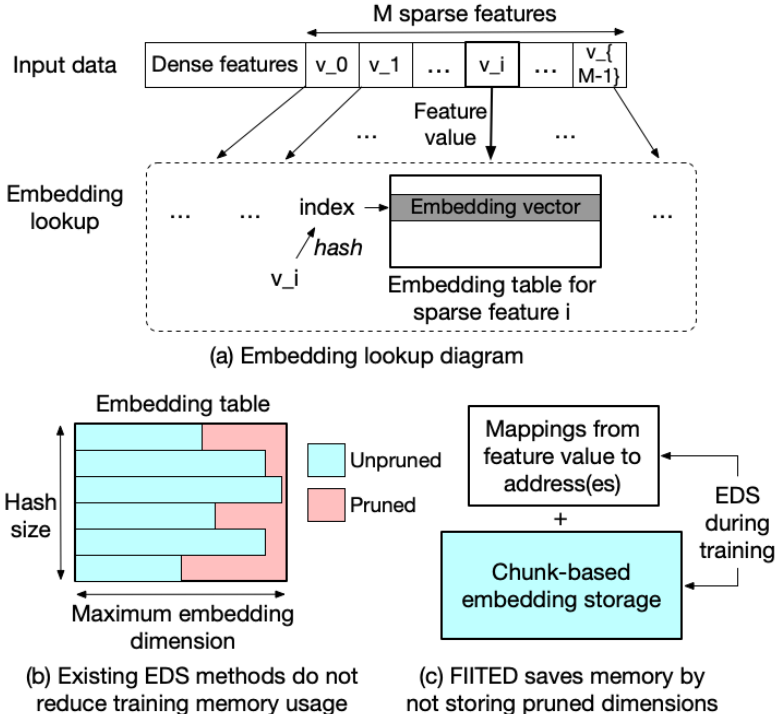 M sparse features
Input data
Dense features v_0 v_1 ... v_i ... v_{
M-1}
Feature
value
...
...
Embedding
lookup
... ... index Embedding vector ...
hash
v_i
Embedding table for
sparse feature i
(a) Embedding lookup diagram
Embedding table
Hash
size
Unpruned
Pruned
Maximum embedding
dimension
(b) Existing EDS methods do not
reduce training memory usage
Mappings from
feature value to
address(es)
+
Chunk-based
embedding storage
EDS
during
training
(c) FIITED saves memory by
not storing pruned dimensions